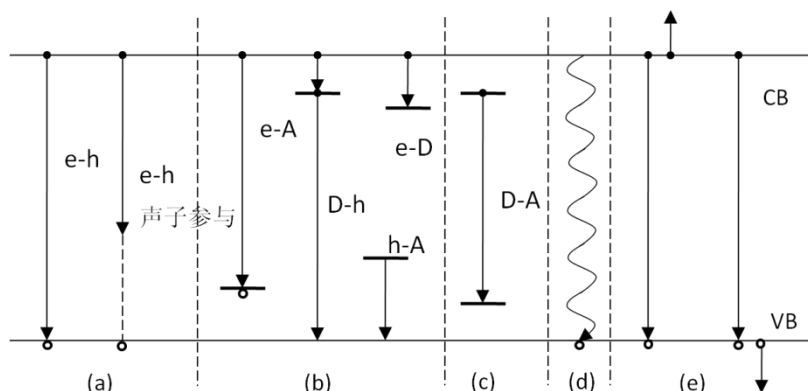 CB
e-h
e-h
声子参与
e-A
D-h
e-D
h-A
D-A
VB
(a)
(b)
(c)
(d)
(e)